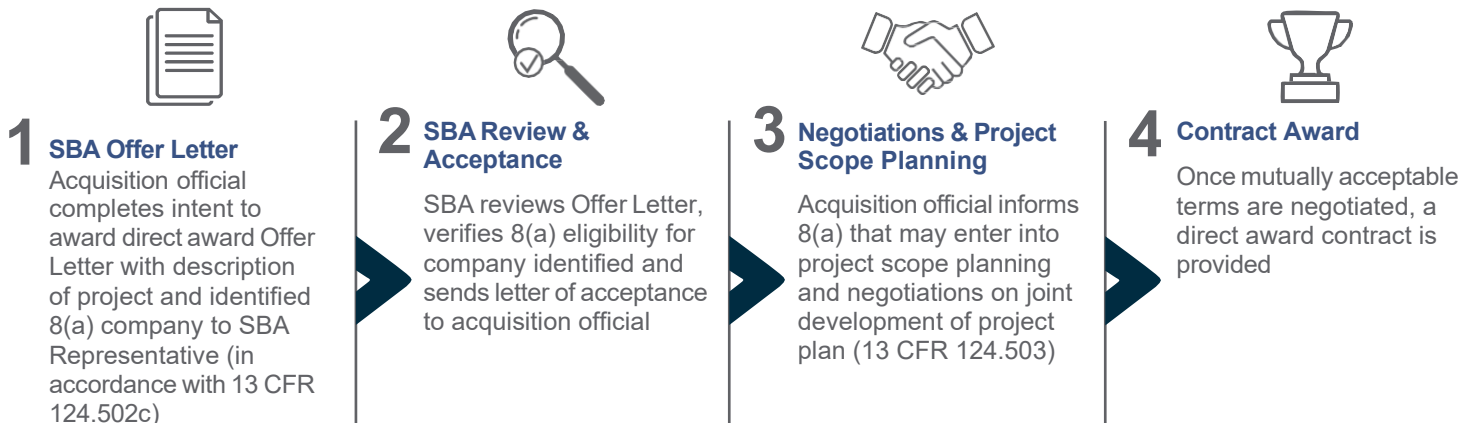 1
SBA Offer Letter
Acquisition official
completes intent to
award direct award Offer
Letter with description
of project and identified
8(a) company to SBA
Representative (in
accordance with 13 CFR
124.502c)
2
SBA Review &
Acceptance
SBA reviews Offer Letter,
verifies 8(a) eligibility for
company identified and
sends letter of acceptance
to acquisition official
3
Negotiations & Project
Scope Planning
Acquisition official informs
8(a) that may enter into
project scope planning
and negotiations on joint
development of project
plan (13 CFR 124.503)
4
Contract Award
Once mutually acceptable
terms are negotiated, a
direct award contract is
provided